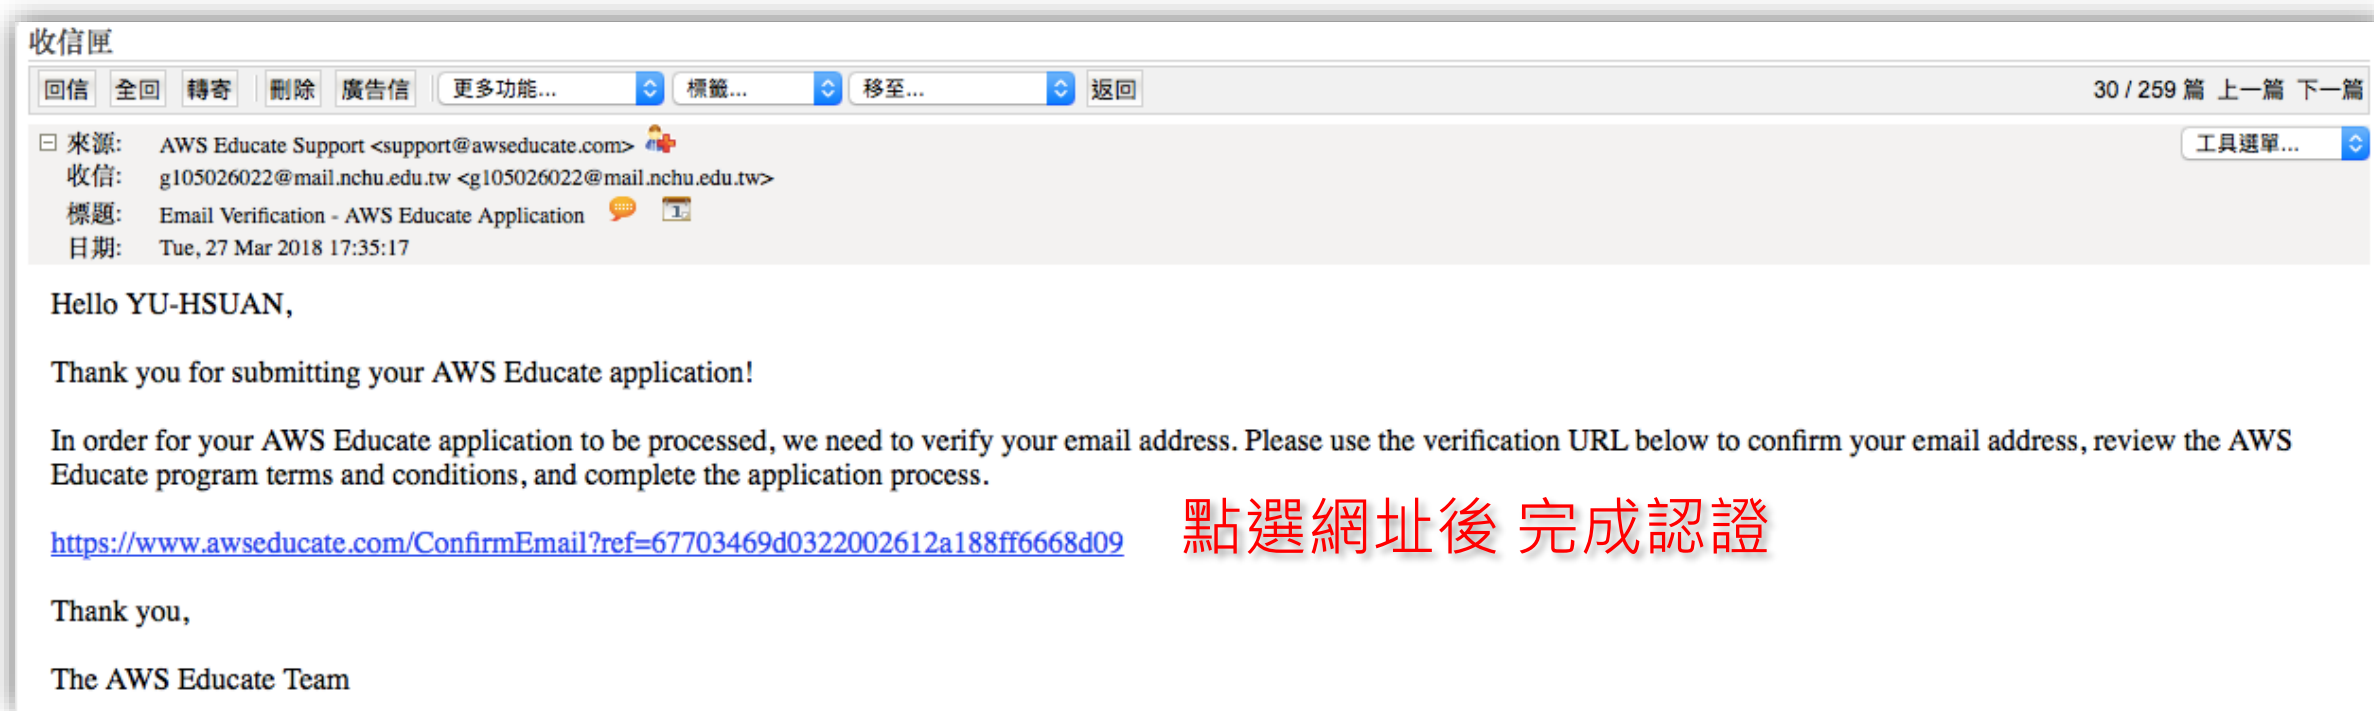 收信匣
回信 全回 轉寄 刪除 廣告信 更多功能... 標籤... 移至... 返回 30 / 259 篇 上一篇 下一篇
來源: AWS Educate Support <support@awseducate.com> 工具選單...
收信: g105026022@mail.nchu.edu.tw <g105026022@mail.nchu.edu.tw>
標題: Email Verification - AWS Educate Application
日期: Tue, 27 Mar 2018 17:35:17
Hello YU-HSUAN,
Thank you for submitting your AWS Educate application!
In order for your AWS Educate application to be processed, we need to verify your email address. Please use the verification URL below to confirm your email address, review the AWS
Educate program terms and conditions, and complete the application process.
https://www.awseducate.com/ConfirmEmail?ref=67703469d0322002612a188ff6668d09 點選網址後 完成認證
Thank you,
The AWS Educate Team